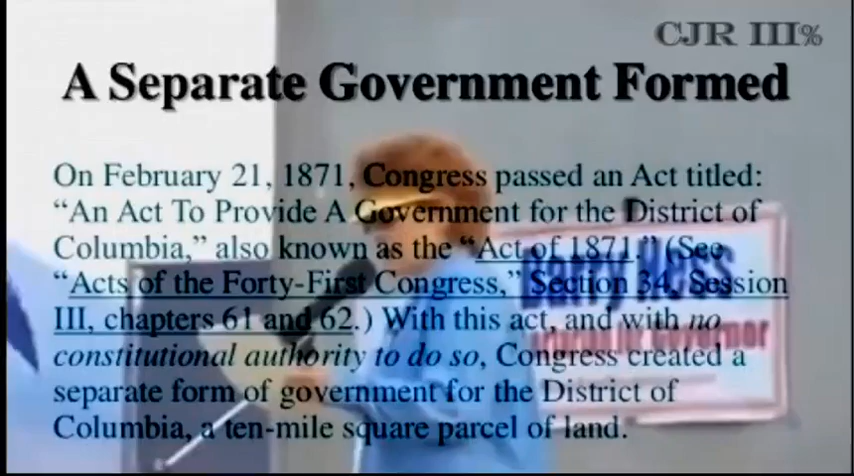 CJR III%
A Separate Government Formed
On February 21, 1871, Congress passed an Act titled:
“An Act To Provide A Government for the District of
Columbia,” also known as the “Act of 1871.” (See
“Acts of the Forty-First Congress,” Section 34, Session
III, chapters 61 and 62.) With this act, and with no
constitutional authority to do so, Congress created a
separate form of government for the District of
Columbia, a ten-mile square parcel of land.
Governor